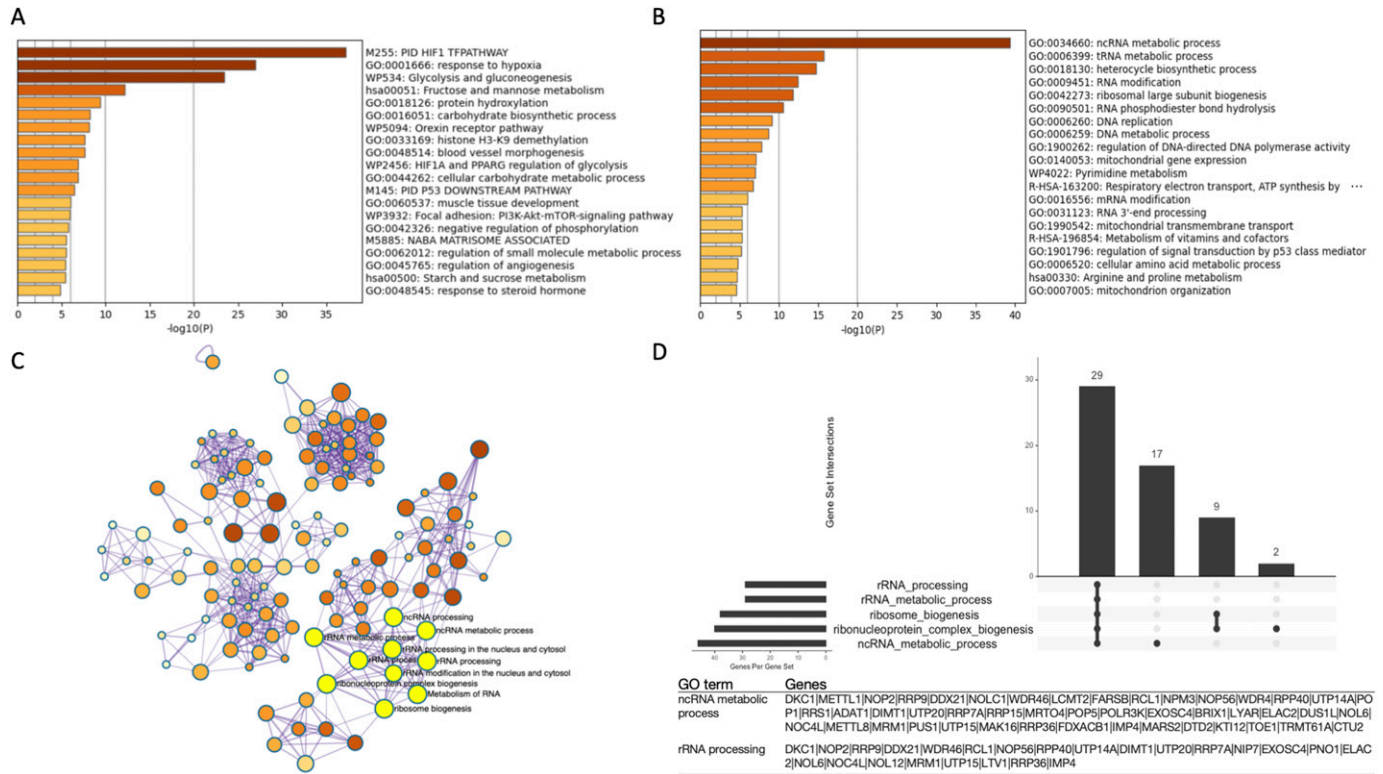 A
M255: PID HIF1 TFPATHWAY
GO:0001666: response to hypoxia
WP534: Glycolysis and gluconeogenesis
hsa00051: Fructose and mannose metabolism
GO:0018126: protein hydroxylation
GO:0016051: carbohydrate biosynthetic process
WP5094: Orexin receptor pathway
GO:0033169: histone H3-K9 demethylation
GO:0048514: blood vessel morphogenesis
WP2456: HIF1A and PPARG regulation of glycolysis
GO:0044262: cellular carbohydrate metabolic process
M145: PID P53 DOWNSTREAM PATHWAY
GO:0060537: muscle tissue development
WP3932: Focal adhesion: PI3K-Akt-mTOR-signaling pathway
GO:0042326: negative regulation of phosphorylation
M5885: NABA MATRISOME ASSOCIATED
GO:0062012: regulation of small molecule metabolic process
GO:0045765: regulation of angiogenesis
hsa00500: Starch and sucrose metabolism
GO:0048545: response to steroid hormone
0 5 10 15 20 25 30 35
-log10(P)
B
GO:0034660: ncRNA metabolic process
GO:0006399: tRNA metabolic process
GO:0018130: heterocycle biosynthetic process
GO:0009451: RNA modification
GO:0042273: ribosomal large subunit biogenesis
GO:0090501: RNA phosphodiester bond hydrolysis
GO:0006260: DNA replication
GO:0006259: DNA metabolic process
GO:1900262: regulation of DNA-directed DNA polymerase activity
GO:0140053: mitochondrial gene expression
WP4022: Pyrimidine metabolism
R-HSA-163200: Respiratory electron transport, ATP synthesis by ...
GO:0016556: mRNA modification
GO:0031123: RNA 3'-end processing
GO:1990542: mitochondrial transmembrane transport
R-HSA-196854: Metabolism of vitamins and cofactors
GO:1901796: regulation of signal transduction by p53 class mediator
GO:0006520: cellular amino acid metabolic process
hsa00330: Arginine and proline metabolism
GO:0007005: mitochondrion organization
0 5 10 15 20 25 30 35 40
-log10(P)
C
ncRNA processing
ncRNA metabolic process
rRNA metabolic process
rRNA processing in the nucleus and cytosol
rRNA proces
rRNA processing
rRNA modification in the nucleus and cytosol
ribonucleoprotein complex biogenesis
Metabolism of RNA
ribosome biogenesis
D
Gene Set Intersections
30
20
10
0
29
17
9
2
rRNA_processing
rRNA_metabolic_process
ribosome_biogenesis
ribonucleoprotein_complex_biogenesis
ncRNA_metabolic_process
40 20 0
Genes Per Gene Set
GO term Genes
ncRNA metabolic DKC1|METTL1|NOP2|RRP9|DDX21|NOLC1|WDR46|LCMT2|FARSB|RCL1|NPM3|NOP56|WDR4|RPP40|UTP14A|PO
process P1|RRS1|ADAT1|DIMT1|UTP20|RRP7A|RRP15|MRTO4|POP5|POLR3K|EXOSC4|BRIX1|LYAR|ELAC2|DUS1L|NOL6|
NOC4L|METTL8|MRM1|PUS1|UTP15|MAK16|RRP36|FDXACB1|IMP4|MARS2|DTD2|KTI12|TOE1|TRMT61A|CTU2
rRNA processing DKC1|NOP2|RRP9|DDX21|WDR46|RCL1|NOP56|RPP40|UTP14A|DIMT1|UTP20|RRP7A|NIP7|EXOSC4|PNO1|ELAC
2|NOL6|NOC4L|NOL12|MRM1|UTP15|LTV1|RRP36|IMP4